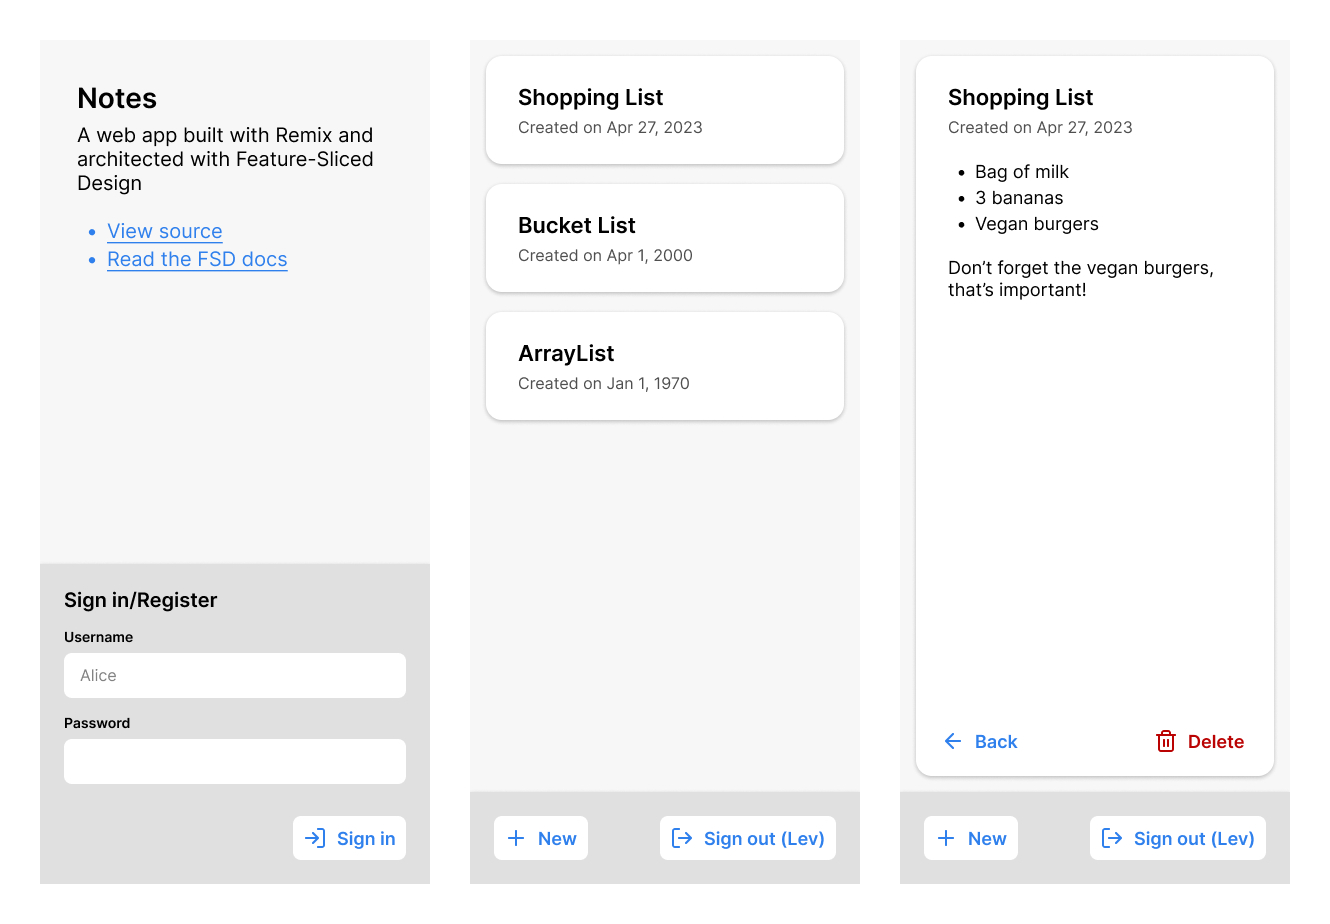 Notes
A web app built with Remix and
architected with Feature-Sliced
Design
• View source
• Read the FSD docs
Sign in/Register
Username
Alice
Password
Sign in
Shopping List
Created on Apr 27, 2023
Bucket List
Created on Apr 1, 2000
ArrayList
Created on Jan 1, 1970
New
Sign out (Lev)
Shopping List
Created on Apr 27, 2023
• Bag of milk
• 3 bananas
• Vegan burgers
Don’t forget the vegan burgers,
that’s important!
Back
Delete
New
Sign out (Lev)